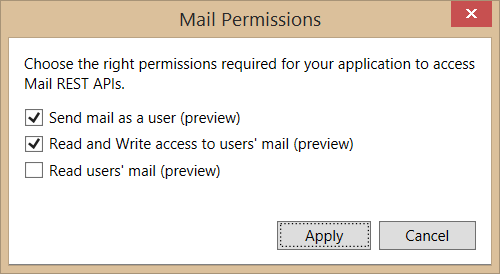 Mail Permissions
Choose the right permissions required for your application to access
Mail REST APIs.
Send mail as a user (preview)
Read and Write access to users' mail (preview)
Read users' mail (preview)
Apply
Cancel